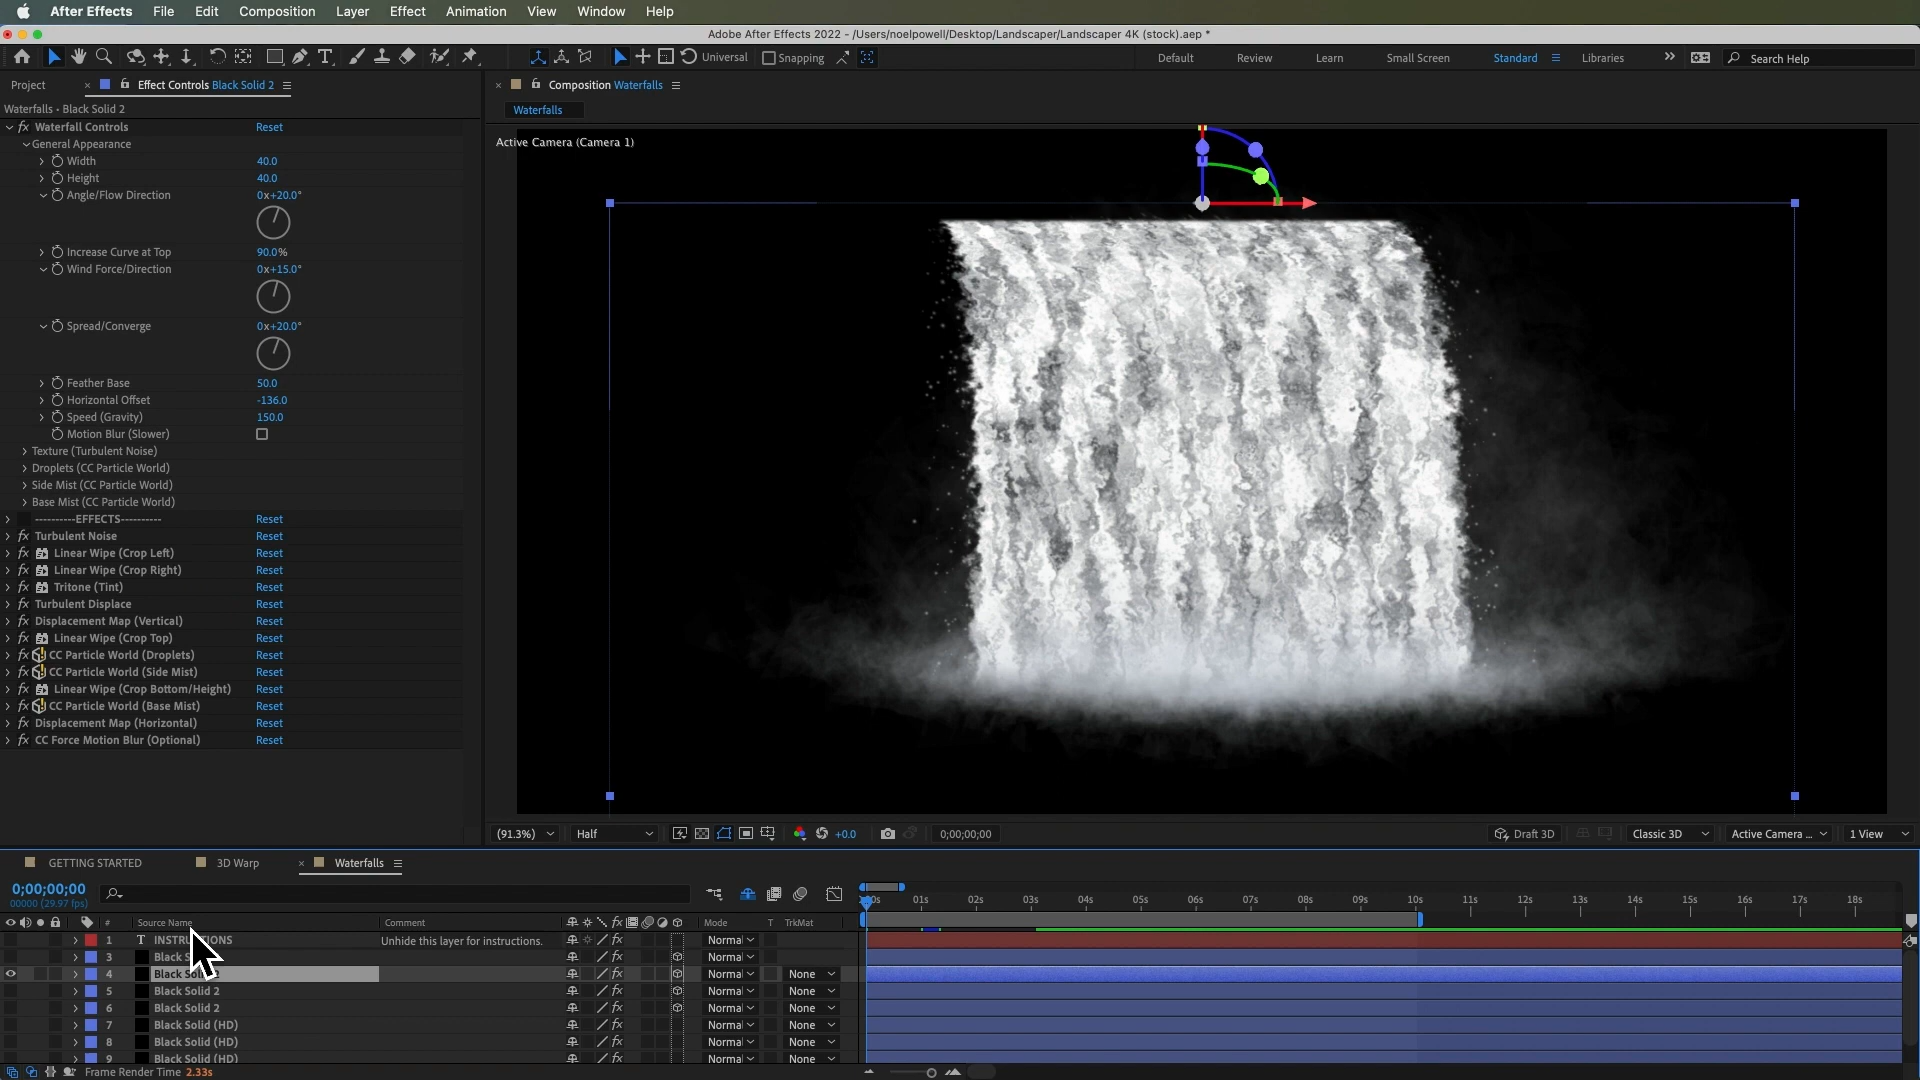 After Effects File Edit Composition Layer Effect Animation View Window Help
Adobe After Effects 2022 - /Users/noelpowell/Desktop/Landscaper/Landscaper 4K (stock).aep *
Universal Snapping Default Review Learn Small Screen Standard Libraries Search Help
Project Effect Controls Black Solid 2 Composition Waterfalls
Waterfalls • Black Solid 2 Waterfalls
Waterfall Controls Reset
Active Camera (Camera 1)
General Appearance
Width 40.0
Height 40.0
Angle/Flow Direction 0x+20.0°
Increase Curve at Top 90.0%
Wind Force/Direction 0x+15.0°
Spread/Converge 0x+20.0°
Feather Base 50.0
Horizontal Offset -136.0
Speed (Gravity) 150.0
Motion Blur (Slower)
Texture (Turbulent Noise)
Droplets (CC Particle World)
Side Mist (CC Particle World)
Base Mist (CC Particle World)
----------EFFECTS---------- Reset
Turbulent Noise Reset
Linear Wipe (Crop Left) Reset
Linear Wipe (Crop Right) Reset
Tritone (Tint) Reset
Turbulent Displace Reset
Displacement Map (Vertical) Reset
Linear Wipe (Crop Top) Reset
CC Particle World (Droplets) Reset
CC Particle World (Side Mist) Reset
Linear Wipe (Crop Bottom/Height) Reset
CC Particle World (Base Mist) Reset
Displacement Map (Horizontal) Reset
CC Force Motion Blur (Optional) Reset
(91.3%) Half +0.0 0;00;00;00 Draft 3D Classic 3D Active Camera ... 1 View
GETTING STARTED 3D Warp Waterfalls
0;00;00;00
00000 (29.97 fps)
01s 02s 03s 04s 05s 06s 07s 08s 09s 10s 11s 12s 13s 14s 15s 16s 17s 18s
# Source Name Comment Mode T TrkMat
1 T Unhide this layer for instructions. Normal
3 Normal
4 Normal None
5 Black Solid 2 Normal None
6 Black Solid 2 Normal None
7 Black Solid (HD) Normal None
8 Black Solid (HD) Normal None
9 Black Solid (HD) Normal None
Frame Render Time 2.33s